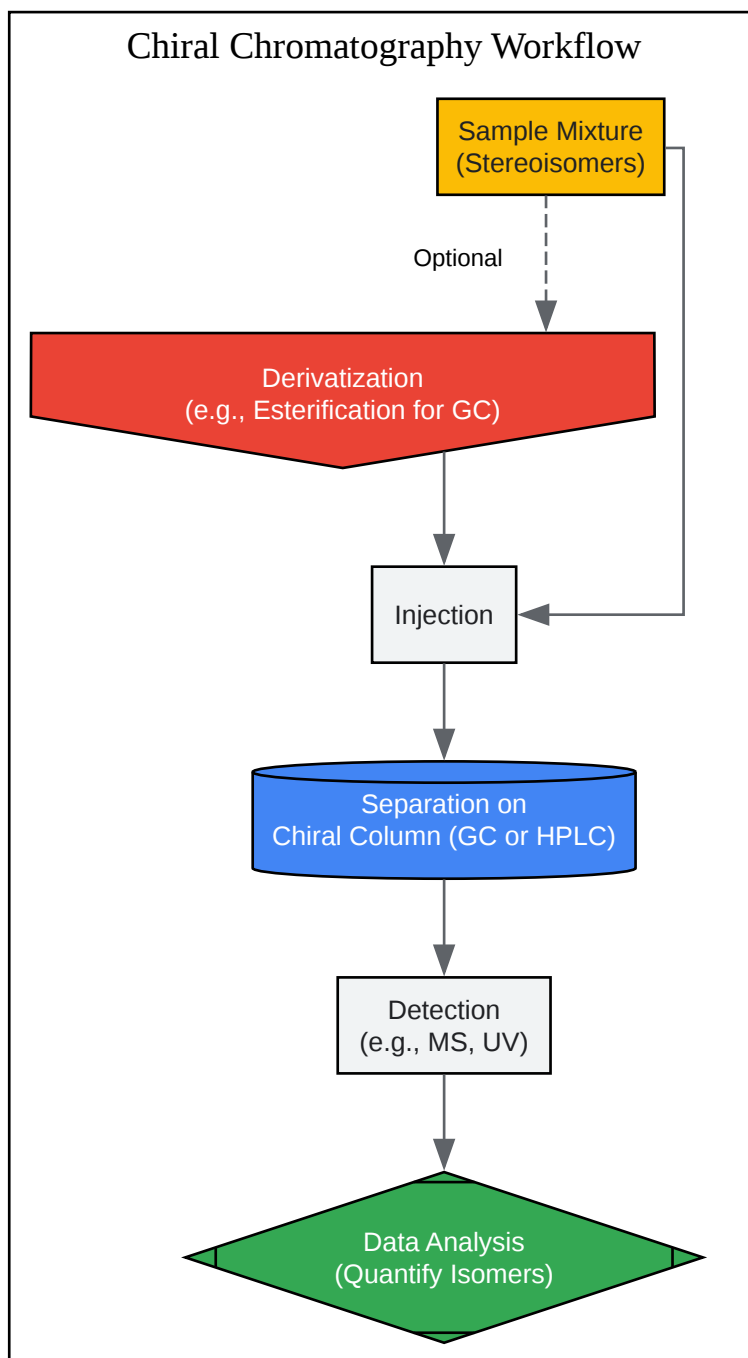 Chiral Chromatography Workflow
Sample Mixture
(Stereoisomers)
Optional
Derivatization
(e.g., Esterification for GC)
Injection
Separation on
Chiral Column (GC or HPLC)
Detection
(e.g., MS, UV)
Data Analysis
(Quantify Isomers)